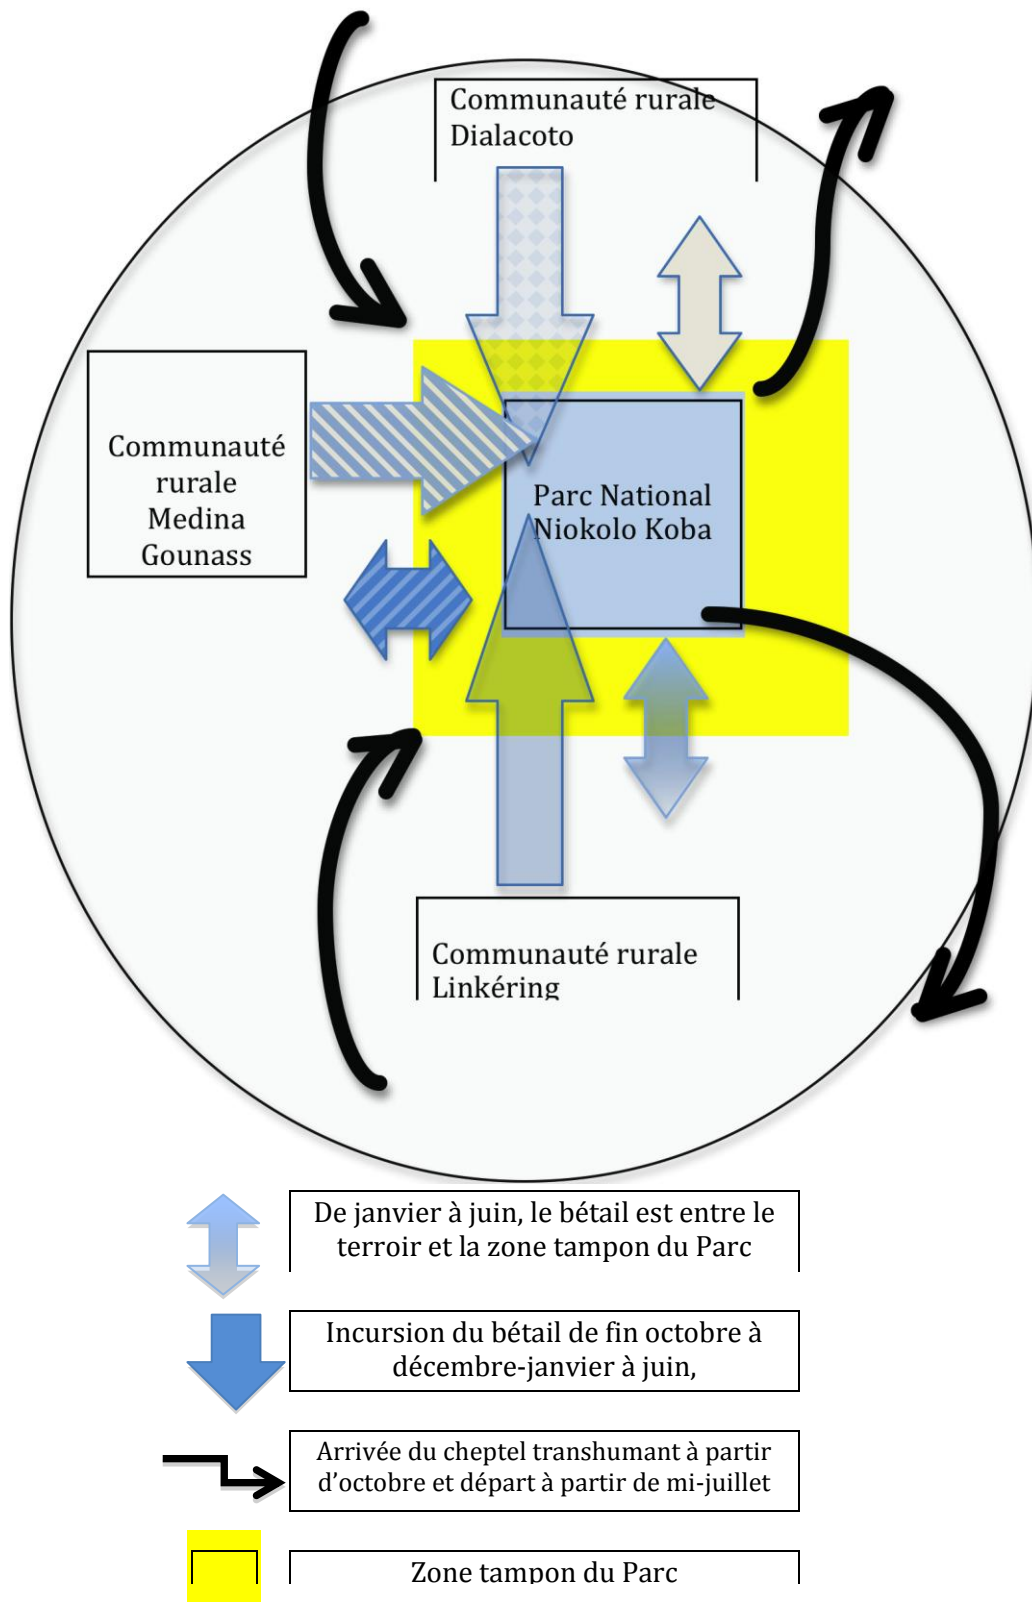 Communauté rurale
Dialacoto
Communauté
rurale
Medina
Gounass
Parc National
Niokolo Koba
Communauté rurale
Linkéring
De janvier à juin, le bétail est entre le
terroir et la zone tampon du Parc
Incursion du bétail de fin octobre à
décembre-janvier à juin,
Arrivée du cheptel transhumant à partir
d’octobre et départ à partir de mi-juillet
Zone tampon du Parc